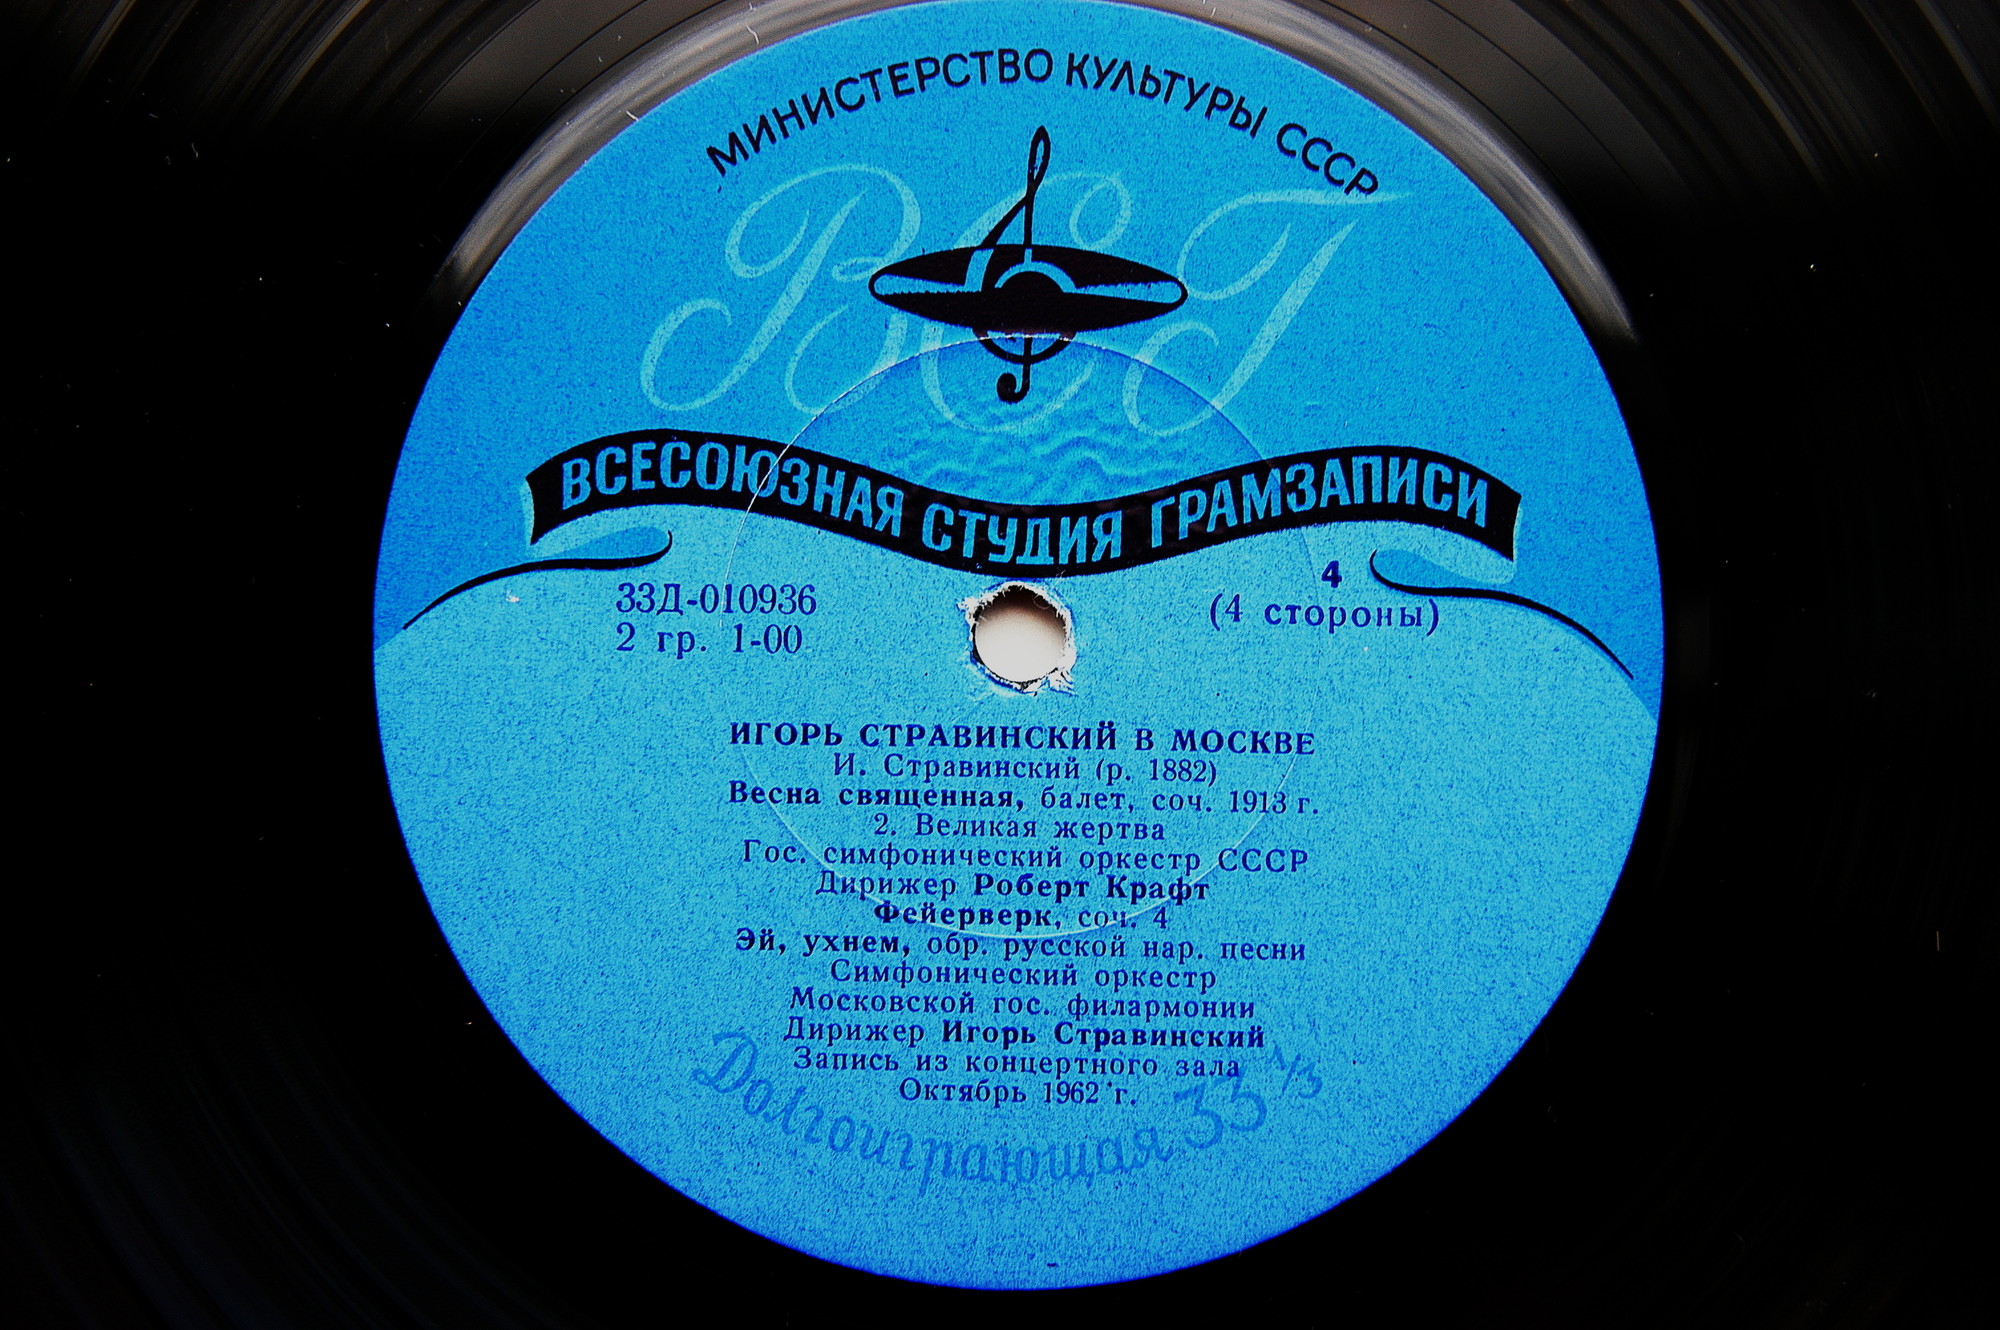 МИНИСТЕРСТВО КУЛЬТУРЫ СССР
ВСГ
ВСЕСОЮЗНАЯ СТУДИЯ ГРАМЗАПИСИ
33Д-010936
2 гр. 1-00
4
(4 стороны)
ИГОРЬ СТРАВИНСКИЙ В МОСКВЕ
И. Стравинский (р. 1882)
Весна священная, балет, соч. 1913 г.
2. Великая жертва
Гос. симфонический оркестр СССР
Дирижер Роберт Крафт
Фейерверк, соч. 4
Эй, ухнем, обр. русской нар. песни
Симфонический оркестр
Московской гос. филармонии
Дирижер Игорь Стравинский
Запись из концертного зала
Октябрь 1962 г.
Долгоиграющая 33 1/3